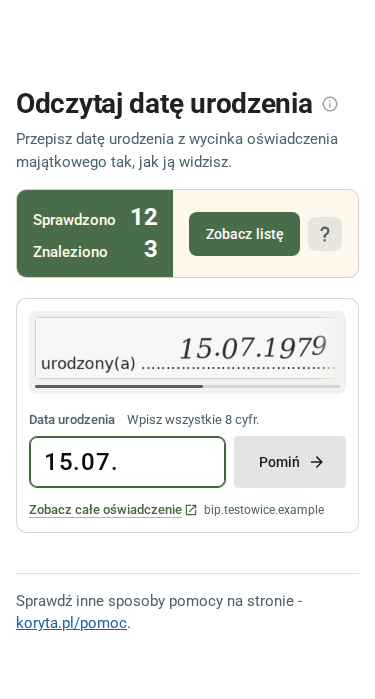 Odczytaj datę urodzenia
Przepisz datę urodzenia z wycinka oświadczenia
majątkowego tak, jak ją widzisz.
Sprawdzono 12
Znaleziono 3
Zobacz listę
?
15.07.1979
urodzony(a) ........................................
Data urodzenia Wpisz wszystkie 8 cyfr.
15.07.
Pomiń →
Zobacz całe oświadczenie bip.testowice.example
Sprawdź inne sposoby pomocy na stronie -
koryta.pl/pomoc.